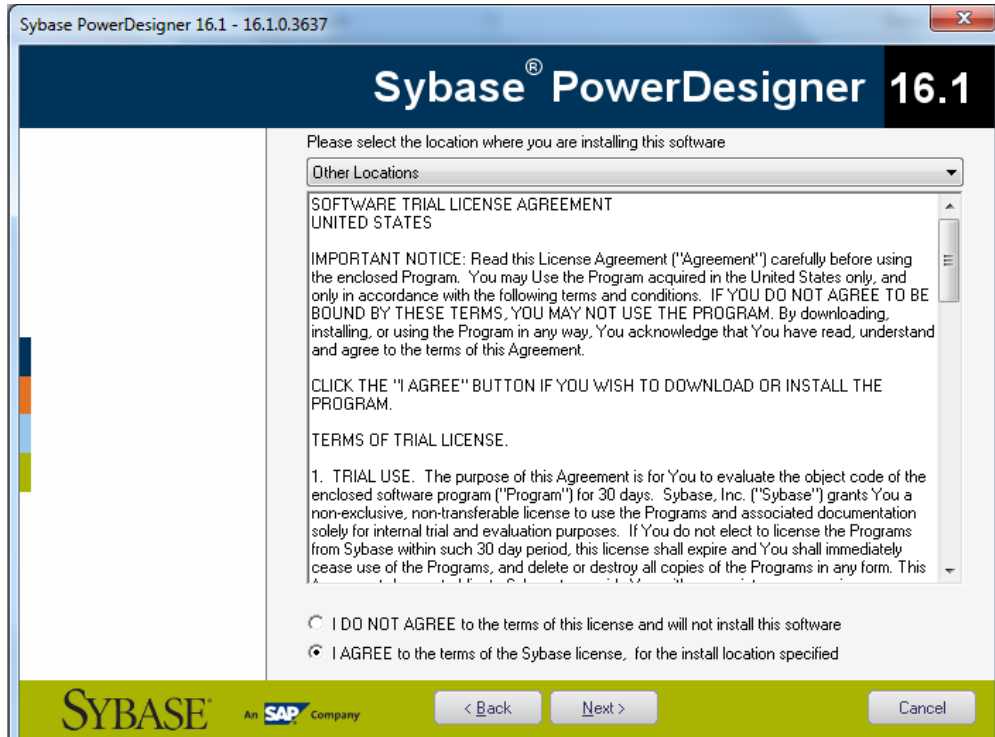 Sybase PowerDesigner 16.1 - 16.1.0.3637
Sybase® PowerDesigner 16.1
Please select the location where you are installing this software
Other Locations
SOFTWARE TRIAL LICENSE AGREEMENT
UNITED STATES
IMPORTANT NOTICE: Read this License Agreement ("Agreement") carefully before using
the enclosed Program.  You may Use the Program acquired in the United States only, and
only in accordance with the following terms and conditions.  IF YOU DO NOT AGREE TO BE
BOUND BY THESE TERMS, YOU MAY NOT USE THE PROGRAM. By downloading,
installing, or using the Program in any way, You acknowledge that You have read, understand
and agree to the terms of this Agreement.
CLICK THE "I AGREE" BUTTON IF YOU WISH TO DOWNLOAD OR INSTALL THE
PROGRAM.
TERMS OF TRIAL LICENSE.
1.  TRIAL USE.  The purpose of this Agreement is for You to evaluate the object code of the
enclosed software program ("Program") for 30 days.  Sybase, Inc. ("Sybase") grants You a
non-exclusive, non-transferable license to use the Programs and associated documentation
solely for internal trial and evaluation purposes.  If You do not elect to license the Programs
from Sybase within such 30 day period, this license shall expire and You shall immediately
cease use of the Programs, and delete or destroy all copies of the Programs in any form. This
I DO NOT AGREE to the terms of this license and will not install this software
I AGREE to the terms of the Sybase license,  for the install location specified
SYBASE An SAP Company
< Back
Next >
Cancel